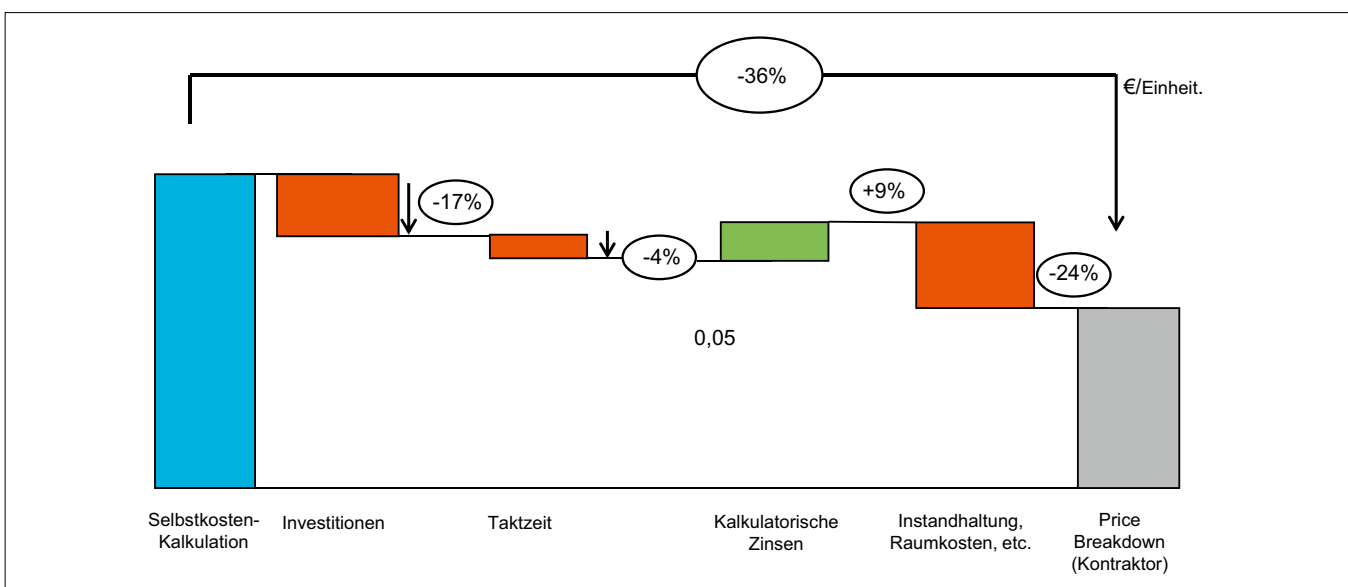 -36%
€/Einheit.
-17%
-4%
+9%
-24%
0,05
Selbstkosten-
Kalkulation
Investitionen
Taktzeit
Kalkulatorische
Zinsen
Instandhaltung,
Raumkosten, etc.
Price
Breakdown
(Kontraktor)